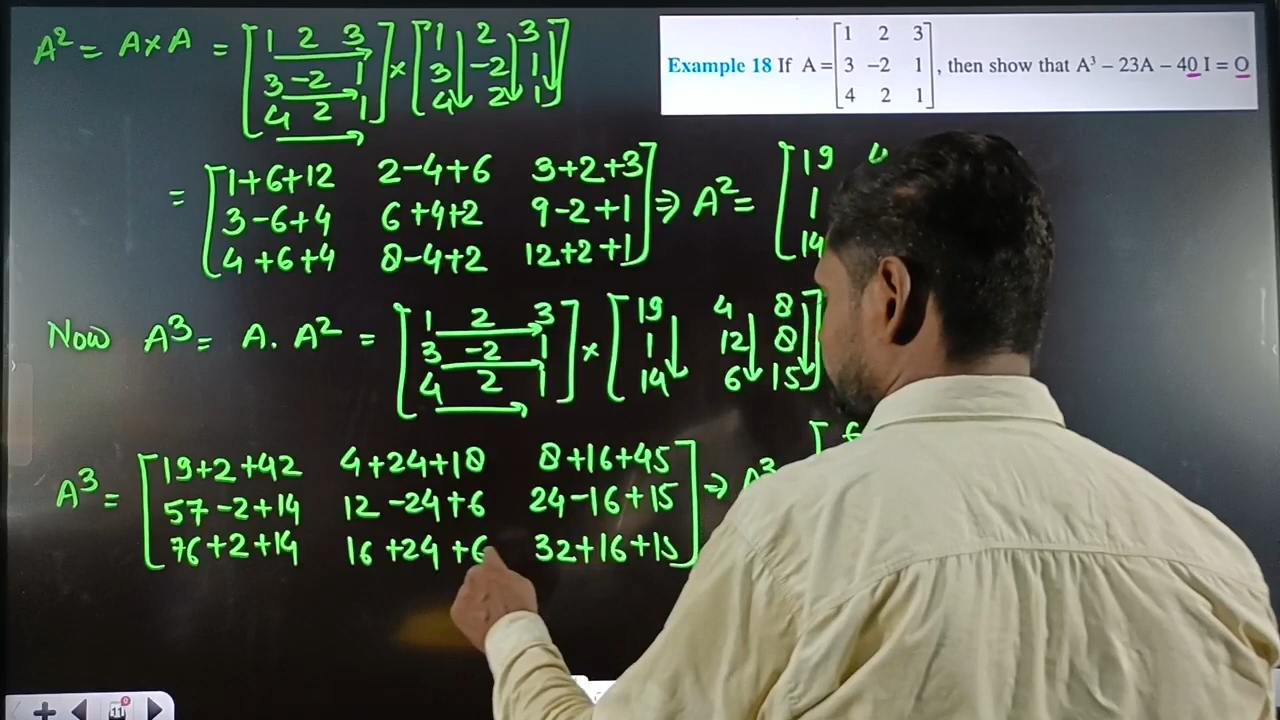 A² = A×A = [1 2 3 3 -2 1 4 2 1] × [1 2 3 3 -2 1 4 2 1]
Example 18 If A = [1 2 3 3 –2 1 4 2 1], then show that A³ – 23A – 40 I = O
= [1+6+12 2-4+6 3+2+3
3-6+4 6+4+2 9-2+1
4+6+4 8-4+2 12+2+1] ⇒ A² = [19 4 1 14
Now A³ = A. A² = [1 2 3 3 -2 1 4 2 1] × [19 4 8 1 12 8 14 6 15]
A³ = [19+2+42 4+24+18 8+16+45
57-2+14 12-24+6 24-16+15
76+2+14 16+24+6 32+16+15] ⇒ A³
11